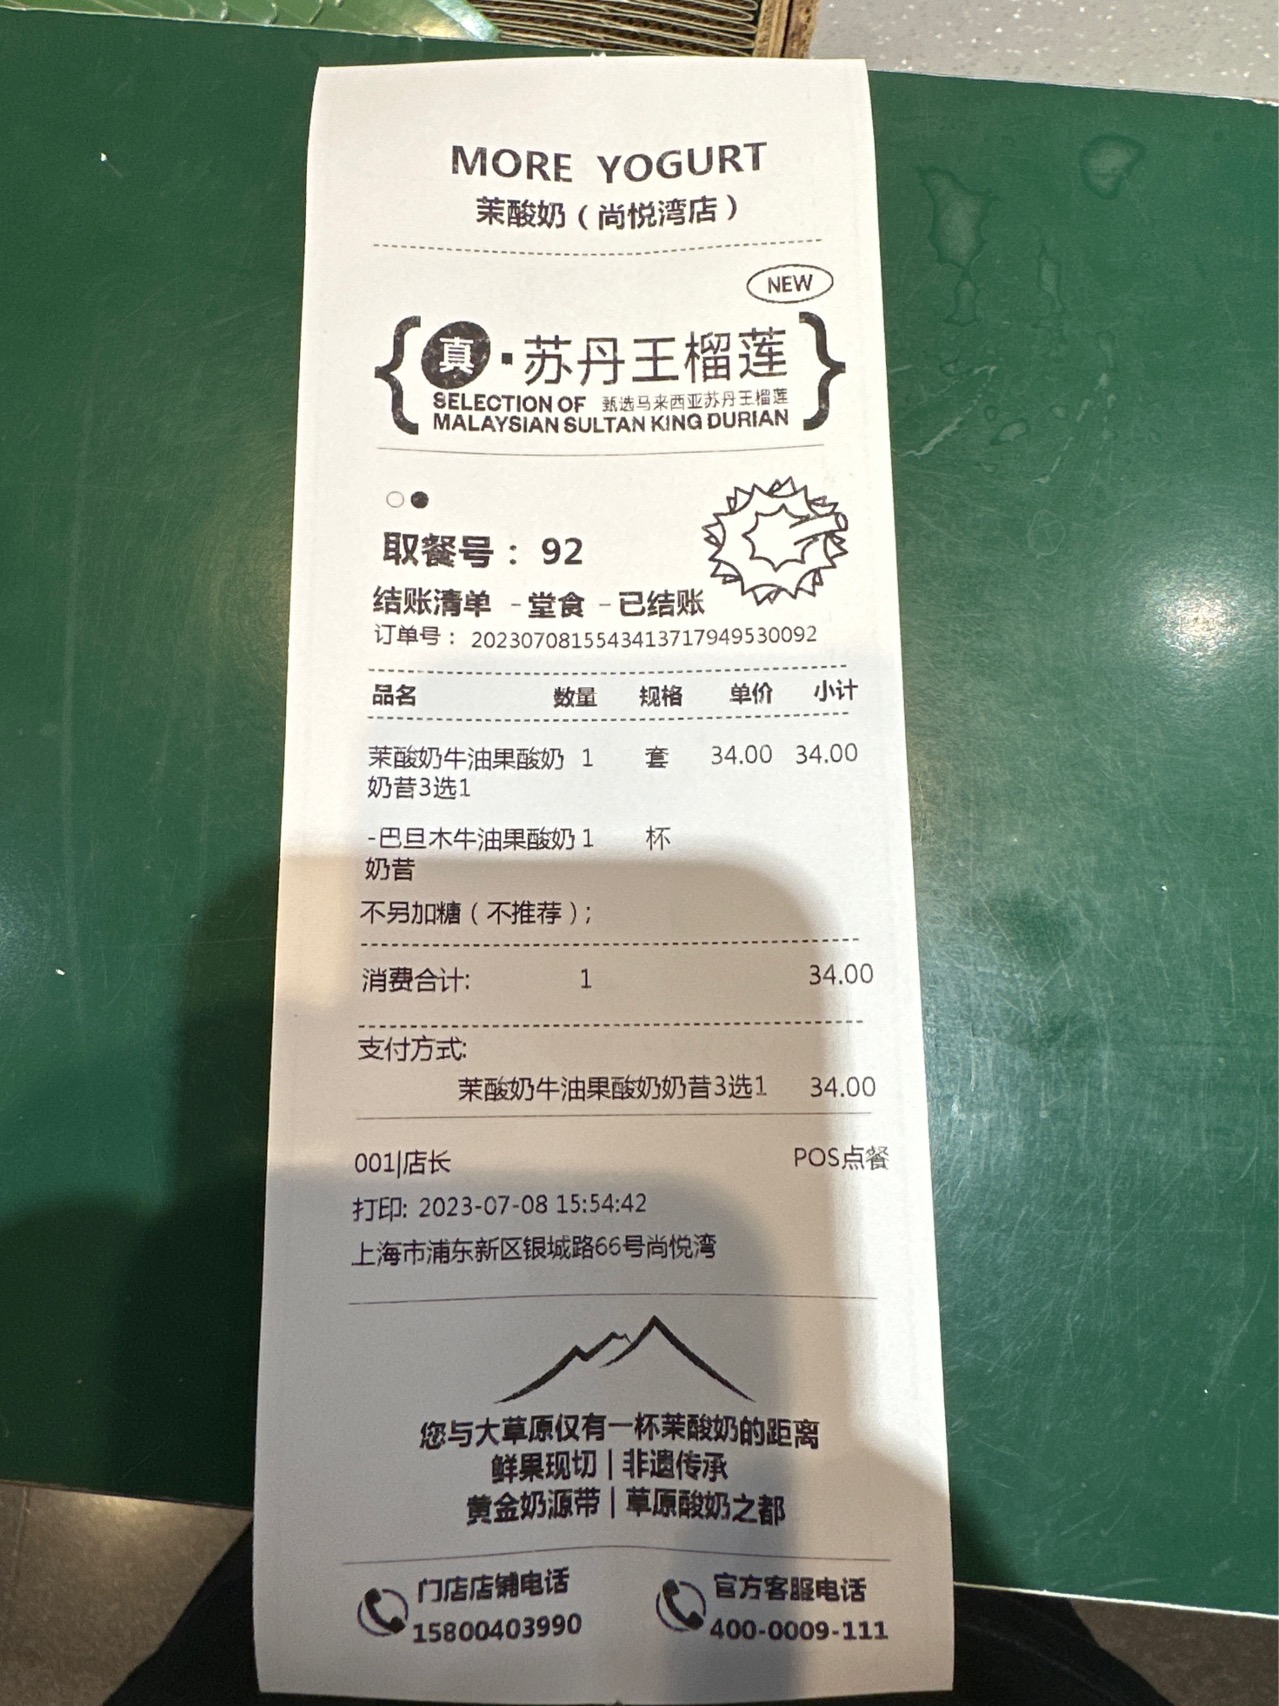 MORE YOGURT
茉酸奶（尚悦湾店）
NEW
{真·苏丹王榴莲}
SELECTION OF 甄选马来西亚苏丹王榴莲
MALAYSIAN SULTAN KING DURIAN
取餐号：92
结账清单 -堂食 -已结账
订单号：20230708155434137179495​30092
品名 数量 规格 单价 小计
茉酸奶牛油果酸奶 1 套 34.00 34.00
奶昔3选1
-巴旦木牛油果酸奶 1 杯
奶昔
不另加糖（不推荐）;
消费合计: 1 34.00
支付方式:
茉酸奶牛油果酸奶奶昔3选1 34.00
001|店长 POS点餐
打印: 2023-07-08 15:54:42
上海市浦东新区银城路66号尚悦湾
您与大草原仅有一杯茉酸奶的距离
鲜果现切｜非遗传承
黄金奶源带｜草原酸奶之都
门店店铺电话 官方客服电话
15800403990 400-0009-111